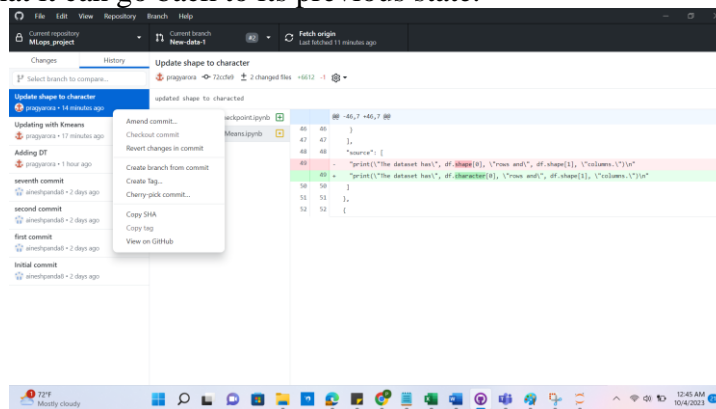 that it can go back to its previous state.
File Edit View Repository Branch Help
Current repository
MLops_project
Current branch
New-data-1
#2
Fetch origin
Last fetched 11 minutes ago
Changes History
Select branch to compare...
Update shape to character
pragyarora • 14 minutes ago
Updating with Kmeans
pragyarora • 17 minutes ago
Adding DT
pragyarora • 1 hour ago
seventh commit
aineshpanda8 • 2 days ago
second commit
aineshpanda8 • 2 days ago
first commit
aineshpanda8 • 2 days ago
Initial commit
aineshpanda8 • 2 days ago
Amend commit...
Checkout commit
Revert changes in commit
Create branch from commit
Create Tag...
Cherry-pick commit...
Copy SHA
Copy tag
View on GitHub
Update shape to character
pragyarora 72ccfe9 2 changed files +6612 -1
updated shape to characted
eckpoint.ipynb
Means.ipynb
@@ -46,7 +46,7 @@
46 46 }
47 47 ],
48 48 "source": [
49 - "print(\"The dataset has\", df.shape[0], \"rows and\", df.shape[1], \"columns.\")\n"
49 + "print(\"The dataset has\", df.character[0], \"rows and\", df.shape[1], \"columns.\")\n"
50 50 ]
51 51 },
52 52 {
72°F
Mostly cloudy
12:45 AM
10/4/2023